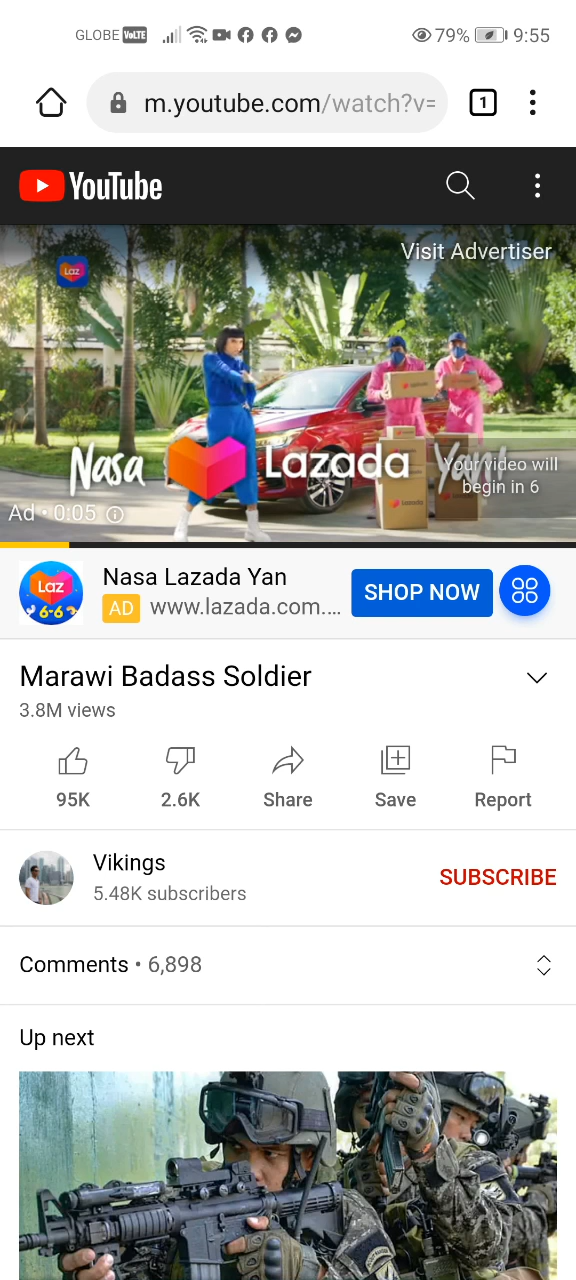 GLOBE VoLTE 79% 9:55
m.youtube.com/watch?v= 1
YouTube
Visit Advertiser
Laz
Nasa Lazada Yan!
Your video will
begin in 6
Ad • 0:05
Laz
6-6
Nasa Lazada Yan
AD www.lazada.com....
SHOP NOW
Marawi Badass Soldier
3.8M views
95K 2.6K Share Save Report
Vikings
5.48K subscribers
SUBSCRIBE
Comments • 6,898
Up next